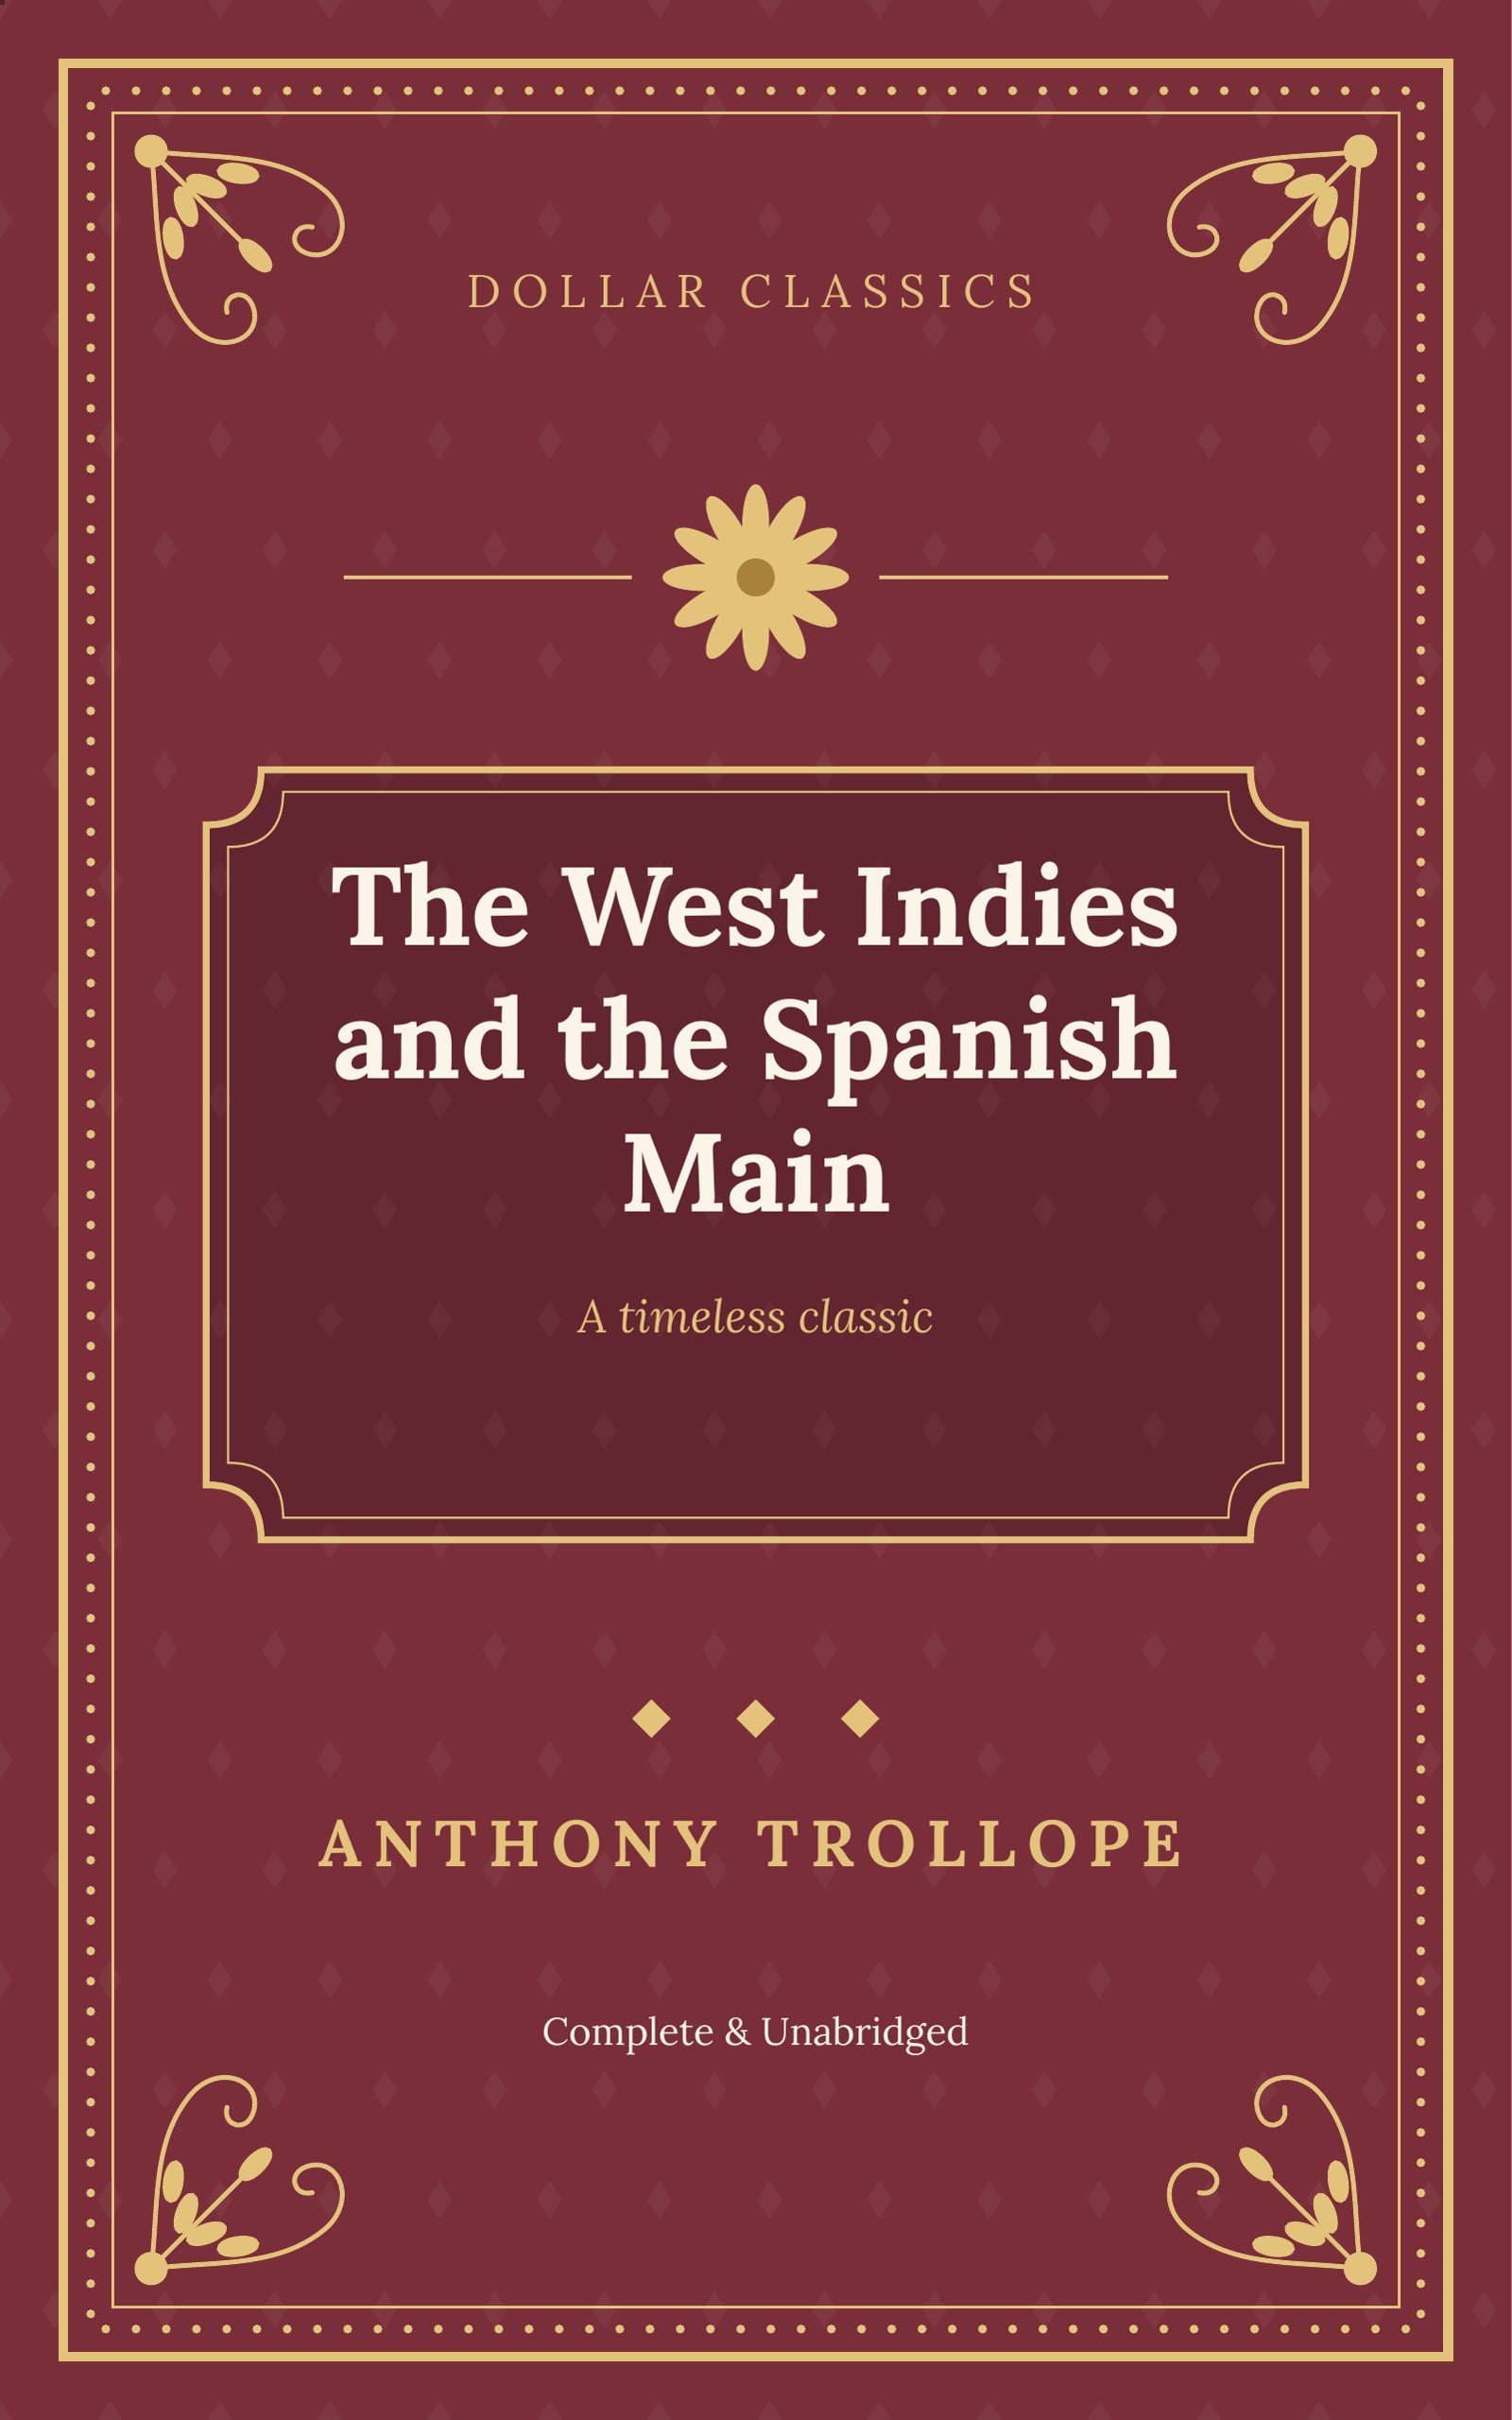 DOLLAR CLASSICS
The West Indies
and the Spanish
Main
A timeless classic
ANTHONY TROLLOPE
Complete & Unabridged